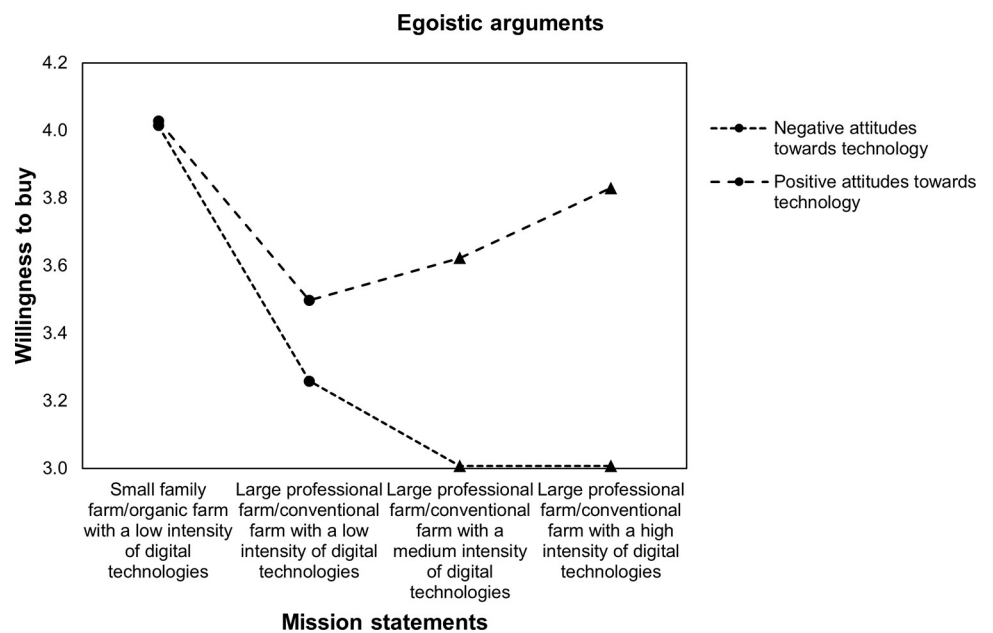 Egoistic arguments
4.2
4.0
3.8
3.6
3.4
3.2
3.0
Willingness to buy
Negative attitudes
towards technology
Positive attitudes towards
technology
Small family
farm/organic farm
with a low intensity
of digital
technologies
Large professional
farm/conventional
farm with a low
intensity of digital
technologies
Large professional
farm/conventional
farm with a
medium intensity
of digital
technologies
Large professional
farm/conventional
farm with a high
intensity of digital
technologies
Mission statements